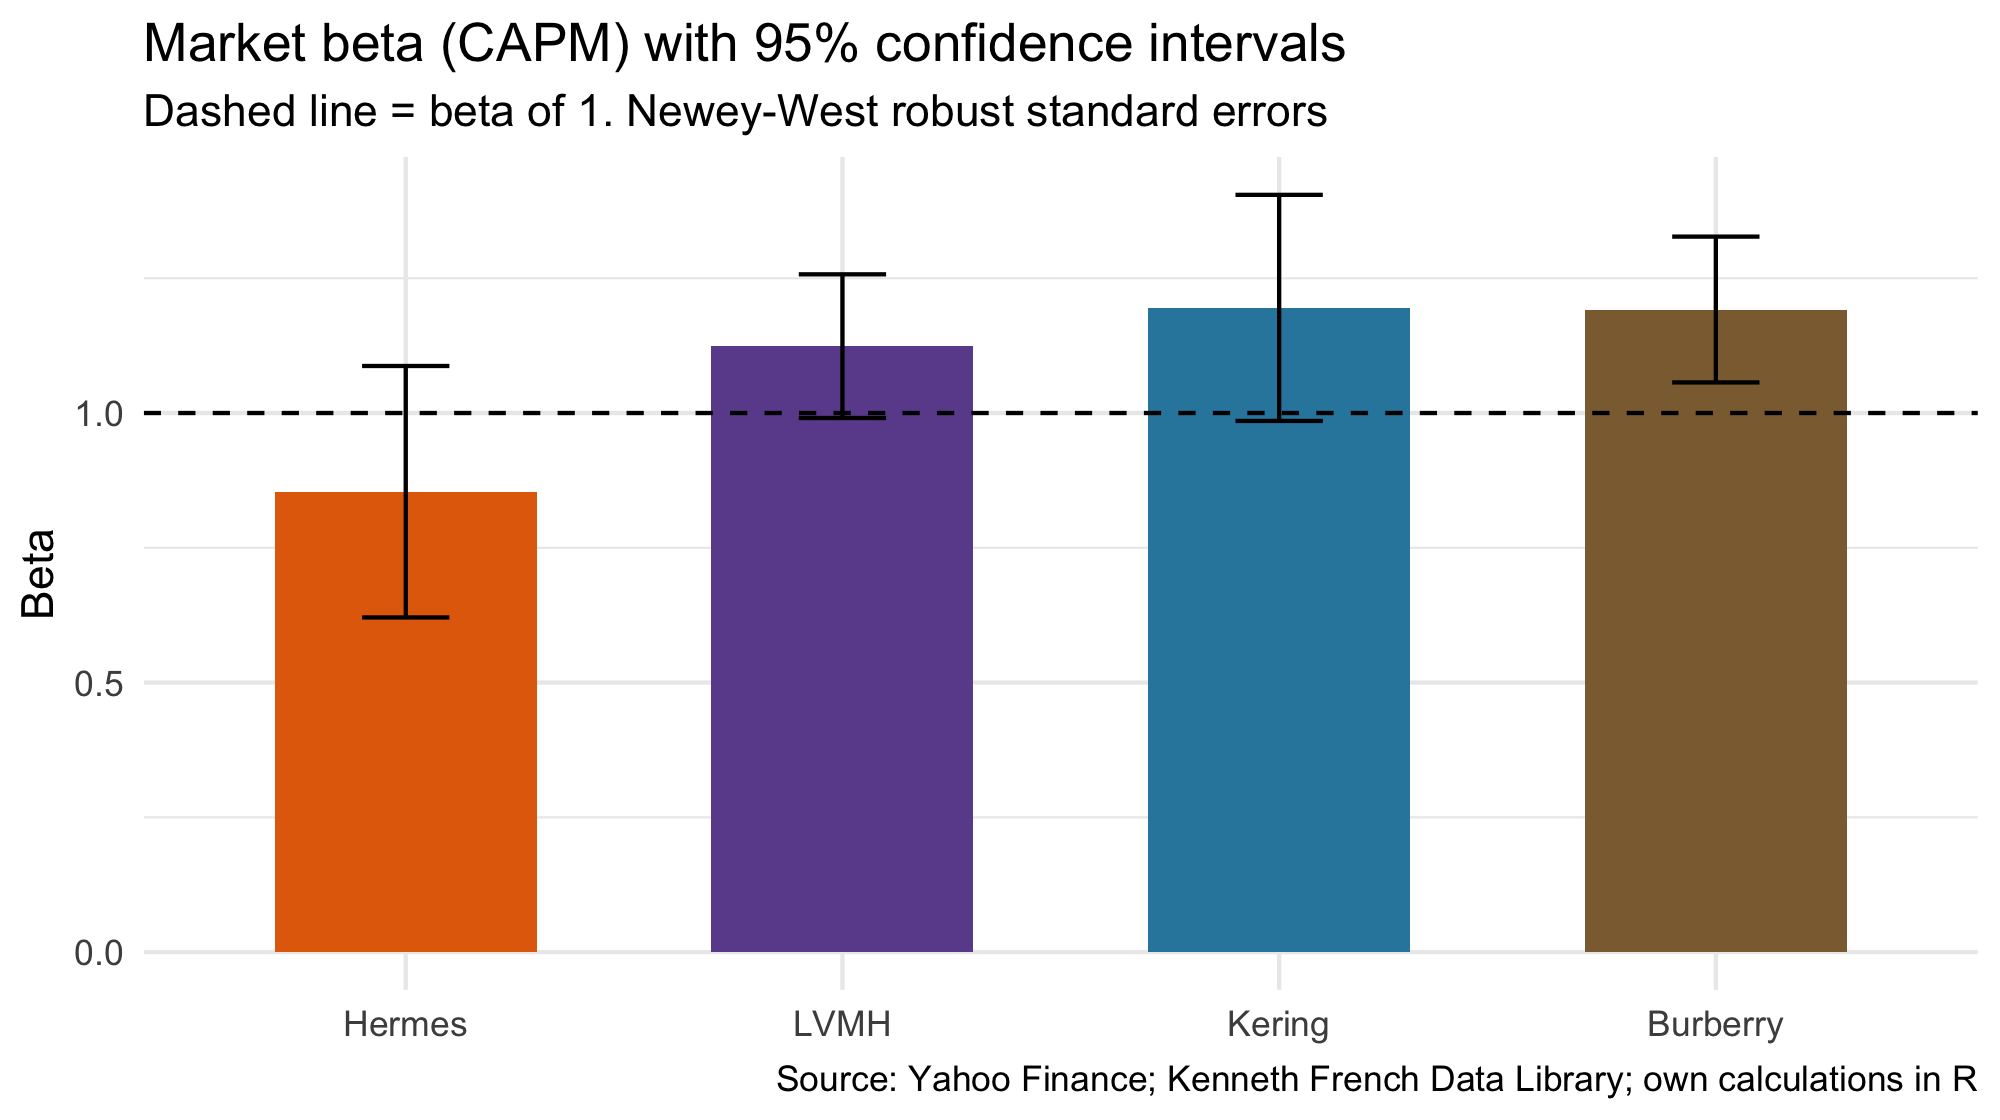 Market beta (CAPM) with 95% confidence intervals
Dashed line = beta of 1. Newey-West robust standard errors
Beta
1.0
0.5
0.0
Hermes
LVMH
Kering
Burberry
Source: Yahoo Finance; Kenneth French Data Library; own calculations in R